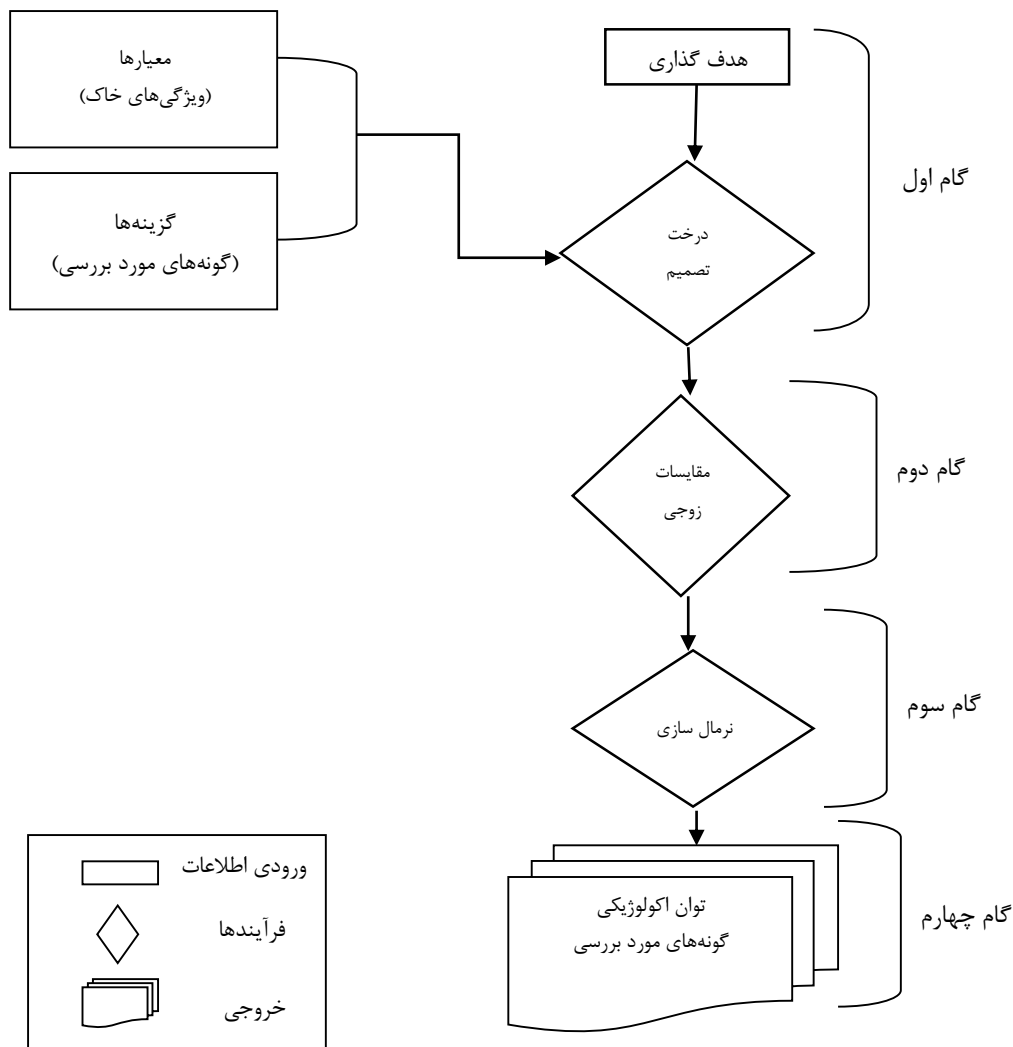 معیارها
(ویژگی‌های خاک)
گزینه‌ها
(گونه‌های مورد بررسی)
هدف گذاری
درخت
تصمیم
گام اول
مقایسات
زوجی
گام دوم
نرمال سازی
گام سوم
توان اکولوژیکی
گونه‌های مورد بررسی
گام چهارم
ورودی اطلاعات
فرآیندها
خروجی